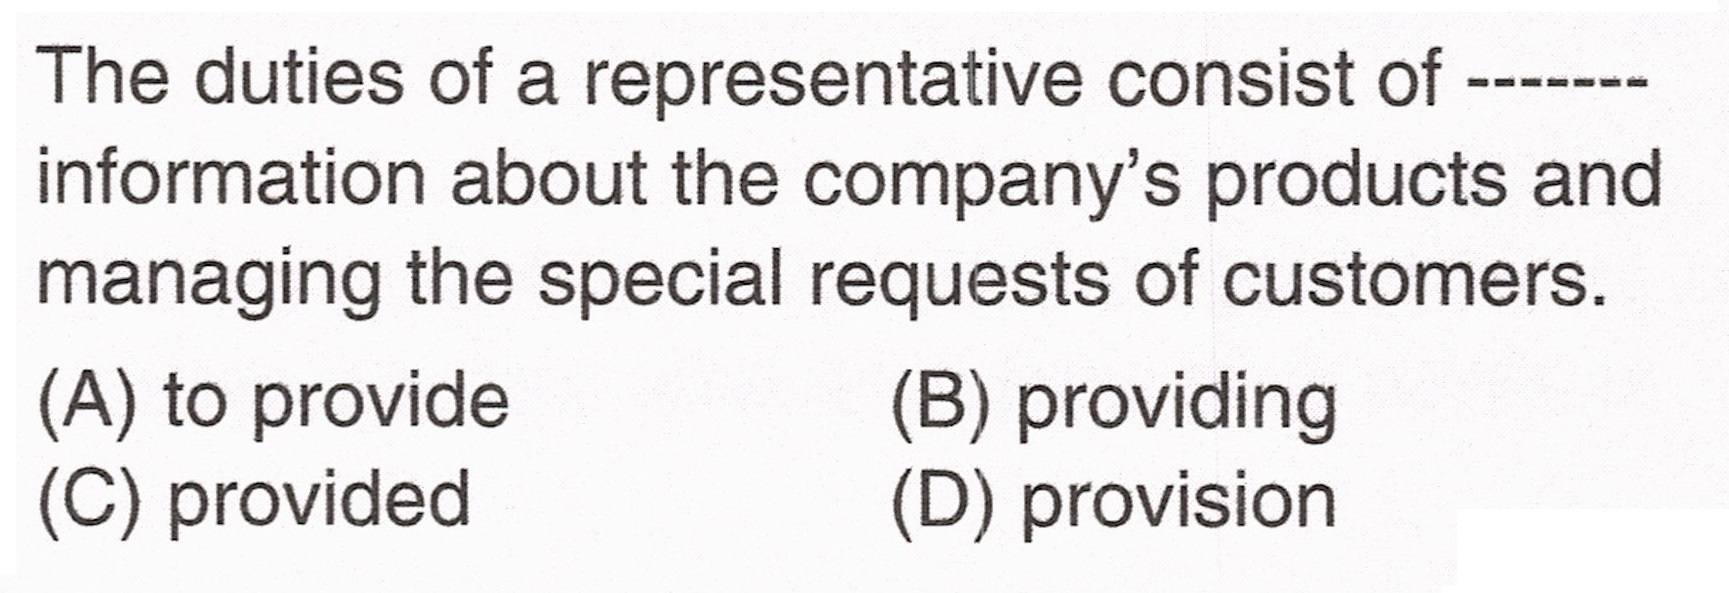 The duties of a representative consist of -------
information about the company’s products and
managing the special requests of customers.
(A) to provide (B) providing
(C) provided (D) provision